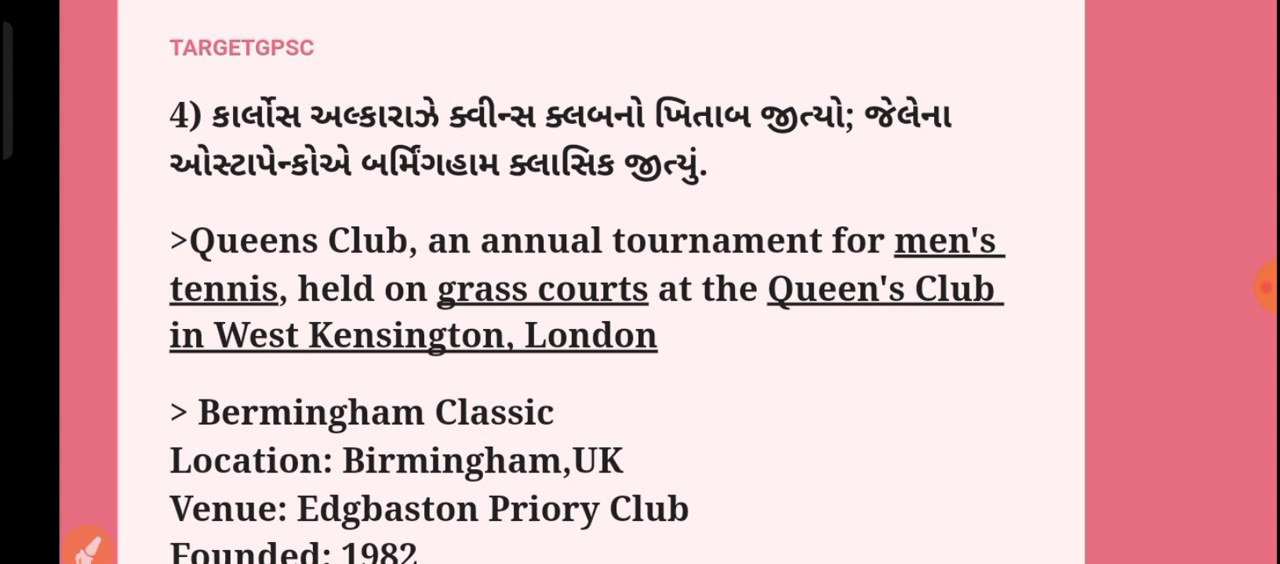 TARGETGPSC
4) કાર્લોસ અલ્કારાઝે ક્વીન્સ ક્લબનો ખિતાબ જીત્યો; જેલેના
ઓસ્ટાપેન્કોએ બર્મિંગહામ ક્લાસિક જીત્યું.
>Queens Club, an annual tournament for men's
tennis, held on grass courts at the Queen's Club
in West Kensington, London
> Bermingham Classic
Location: Birmingham,UK
Venue: Edgbaston Priory Club
Founded: 1982